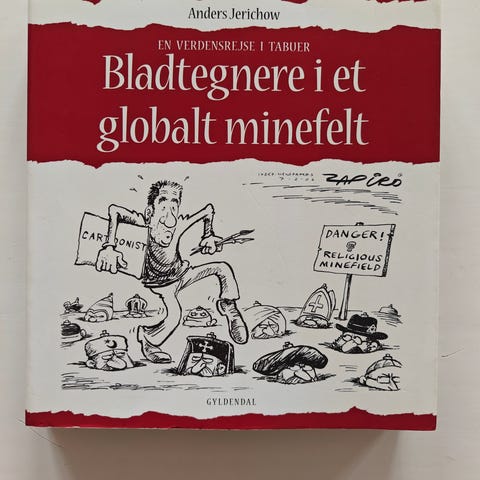 Anders Jerichow
EN VERDENSREJSE I TABUER
Bladtegnere i et
globalt minefelt
ZAPIRO
CARTOONIST
DANGER!
RELIGIOUS
MINEFIELD
GYLDENDAL